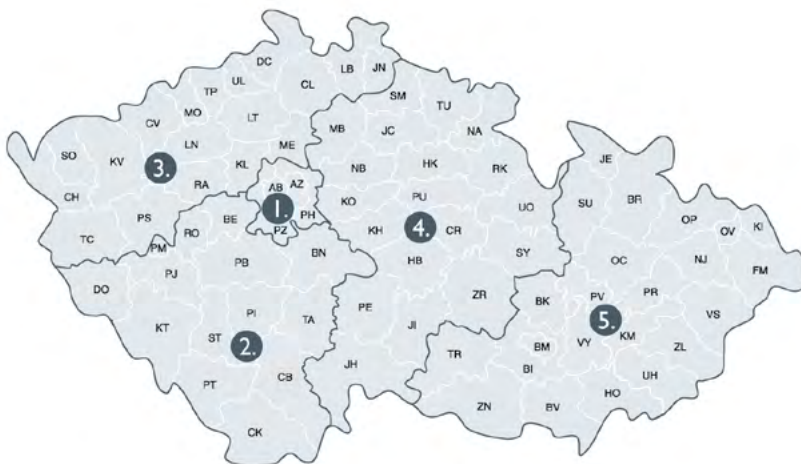 DC
LB
JN
UL
TP
CL
SM
MO
TU
CV
LT
MB
JC
NA
LN
ME
SO
KV
3.
KL
NB
HK
RK
JE
RA
AB
AZ
PU
CH
KO
SU
BR
PS
BE
1.
PH
UO
OP
RO
PZ
KH
4.
CR
OV
KI
TC
PM
BN
HB
SY
OC
NJ
PJ
PB
FM
DO
ZR
BK
PV
PR
PE
PI
TA
5.
VS
KT
ST
2.
JI
BM
VY
KM
TR
ZL
JH
BI
CB
UH
PT
HO
ZN
BV
CK